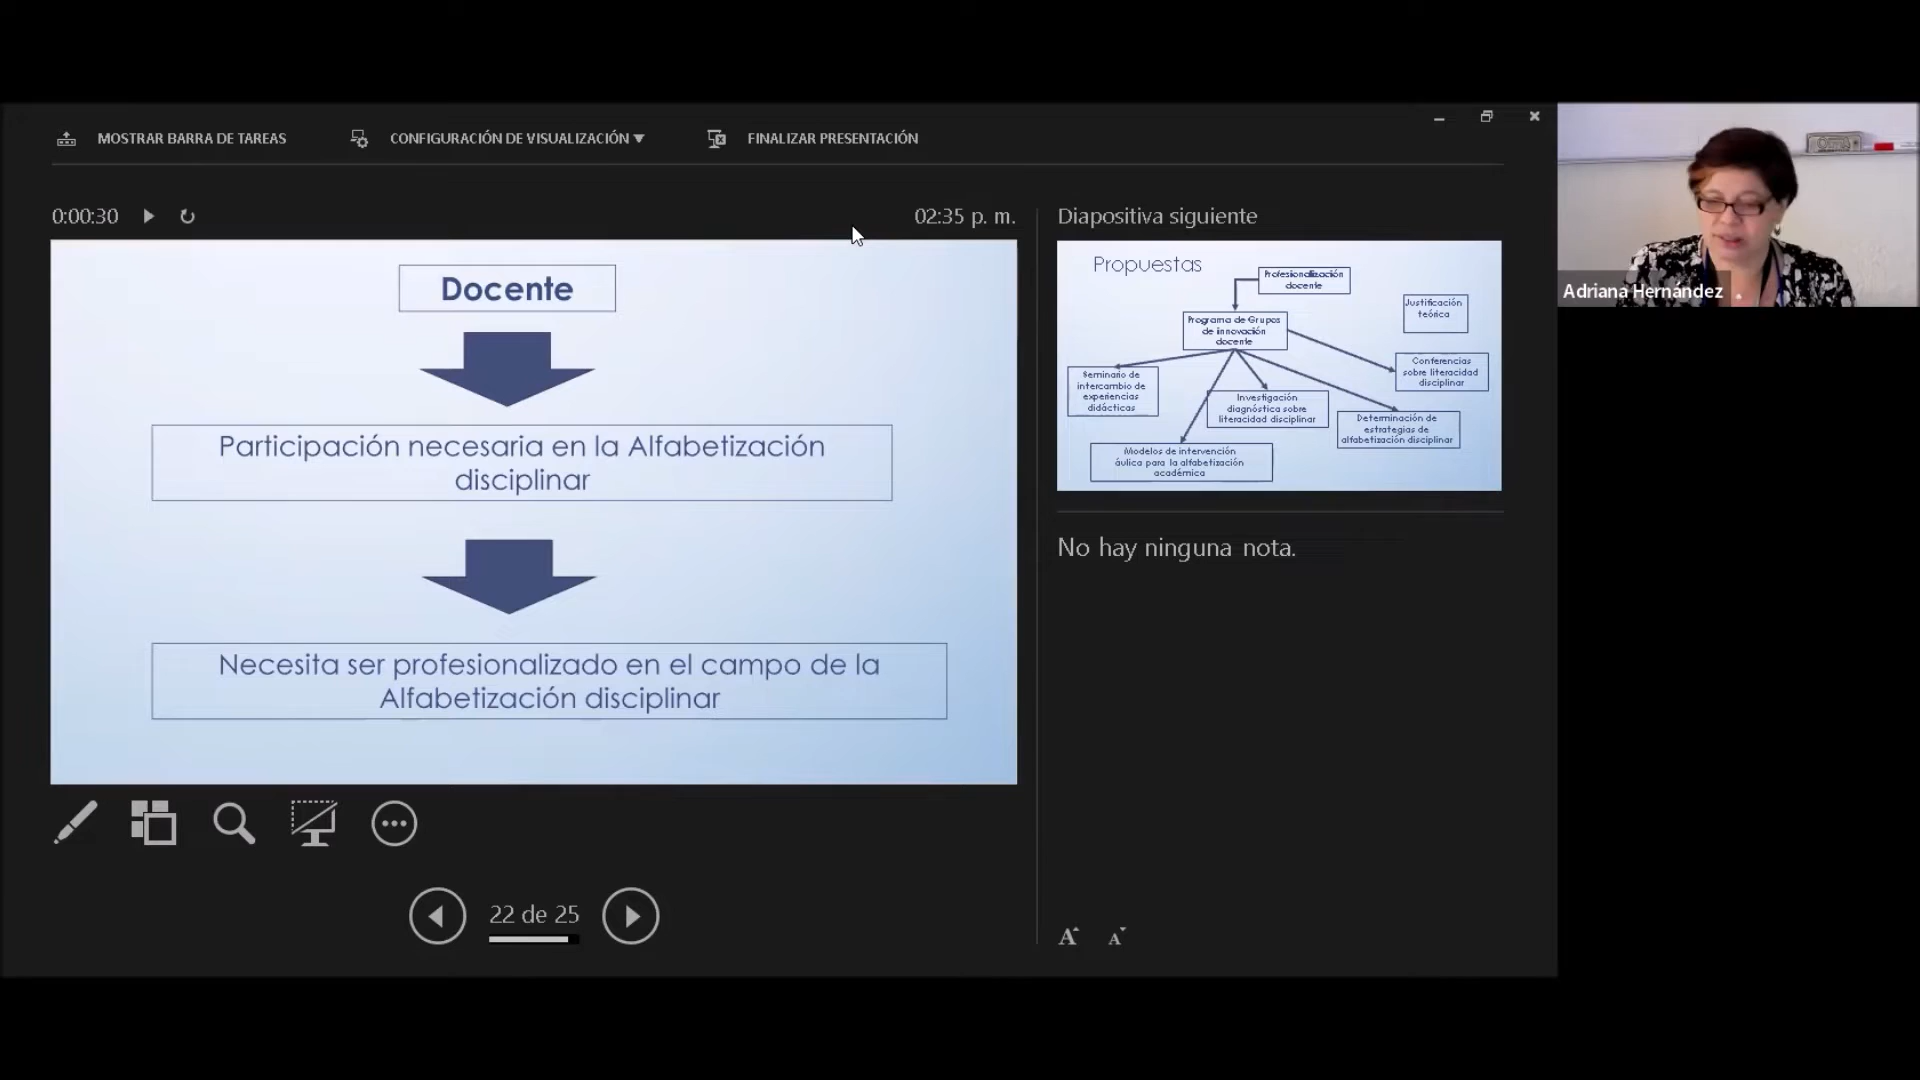 MOSTRAR BARRA DE TAREAS
CONFIGURACIÓN DE VISUALIZACIÓN
FINALIZAR PRESENTACIÓN
0:00:30
02:35 p. m.
Docente
Participación necesaria en la Alfabetización
disciplinar
Necesita ser profesionalizado en el campo de la
Alfabetización disciplinar
22 de 25
Diapositiva siguiente
Propuestas
Profesionalización
docente
Justificación
teórica
Programa de Grupos
de innovación
docente
Conferencias
sobre literacidad
disciplinar
Seminario de
intercambio de
experiencias
didácticas
Investigación
diagnóstica sobre
literacidad disciplinar
Determinación de
estrategias de
alfabetización disciplinar
Modelos de intervención
áulica para la alfabetización
académica
No hay ninguna nota.
A A
Adriana Hernández